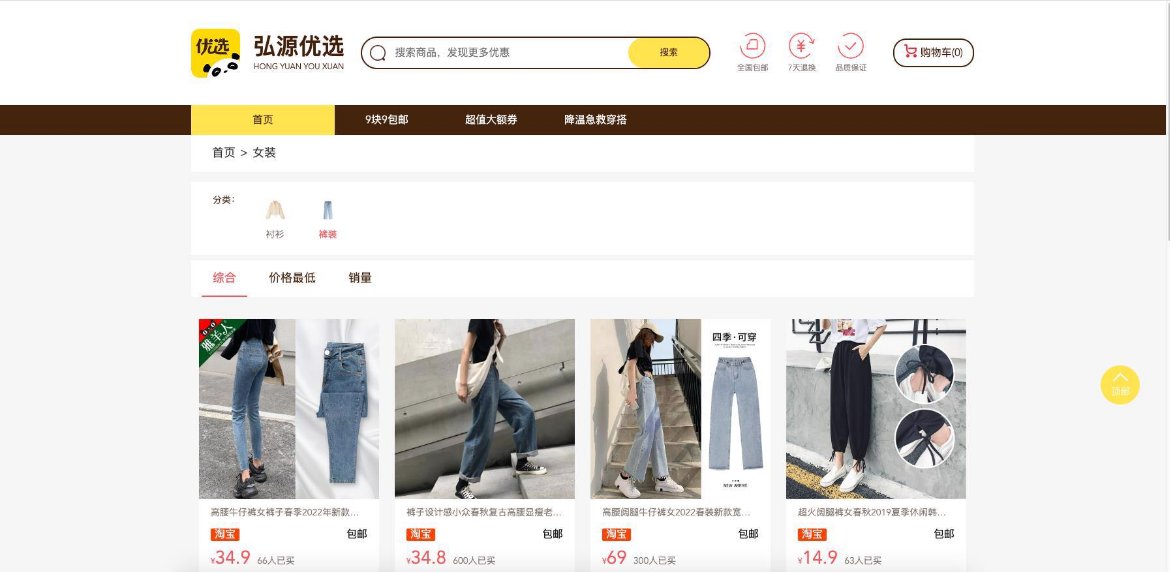 优选
弘源优选
HONG YUAN YOU XUAN
搜索商品，发现更多优惠
搜索
全国包邮
7天退换
品质保证
购物车(0)
首页
9块9包邮
超值大额券
降温急救穿搭
首页 > 女装
分类：
衬衫
裤装
综合
价格最低
销量
雅羊人
四季·可穿
顶部
高腰牛仔裤女裤子春季2022年新款...
淘宝
包邮
¥34.9 66人已买
裤子设计感小众春秋复古高腰显瘦老...
淘宝
包邮
¥34.8 600人已买
高腰阔腿牛仔裤女2022春装新款宽...
淘宝
包邮
¥69 300人已买
超火阔腿裤女春秋2019夏季休闲韩...
淘宝
包邮
¥14.9 63人已买